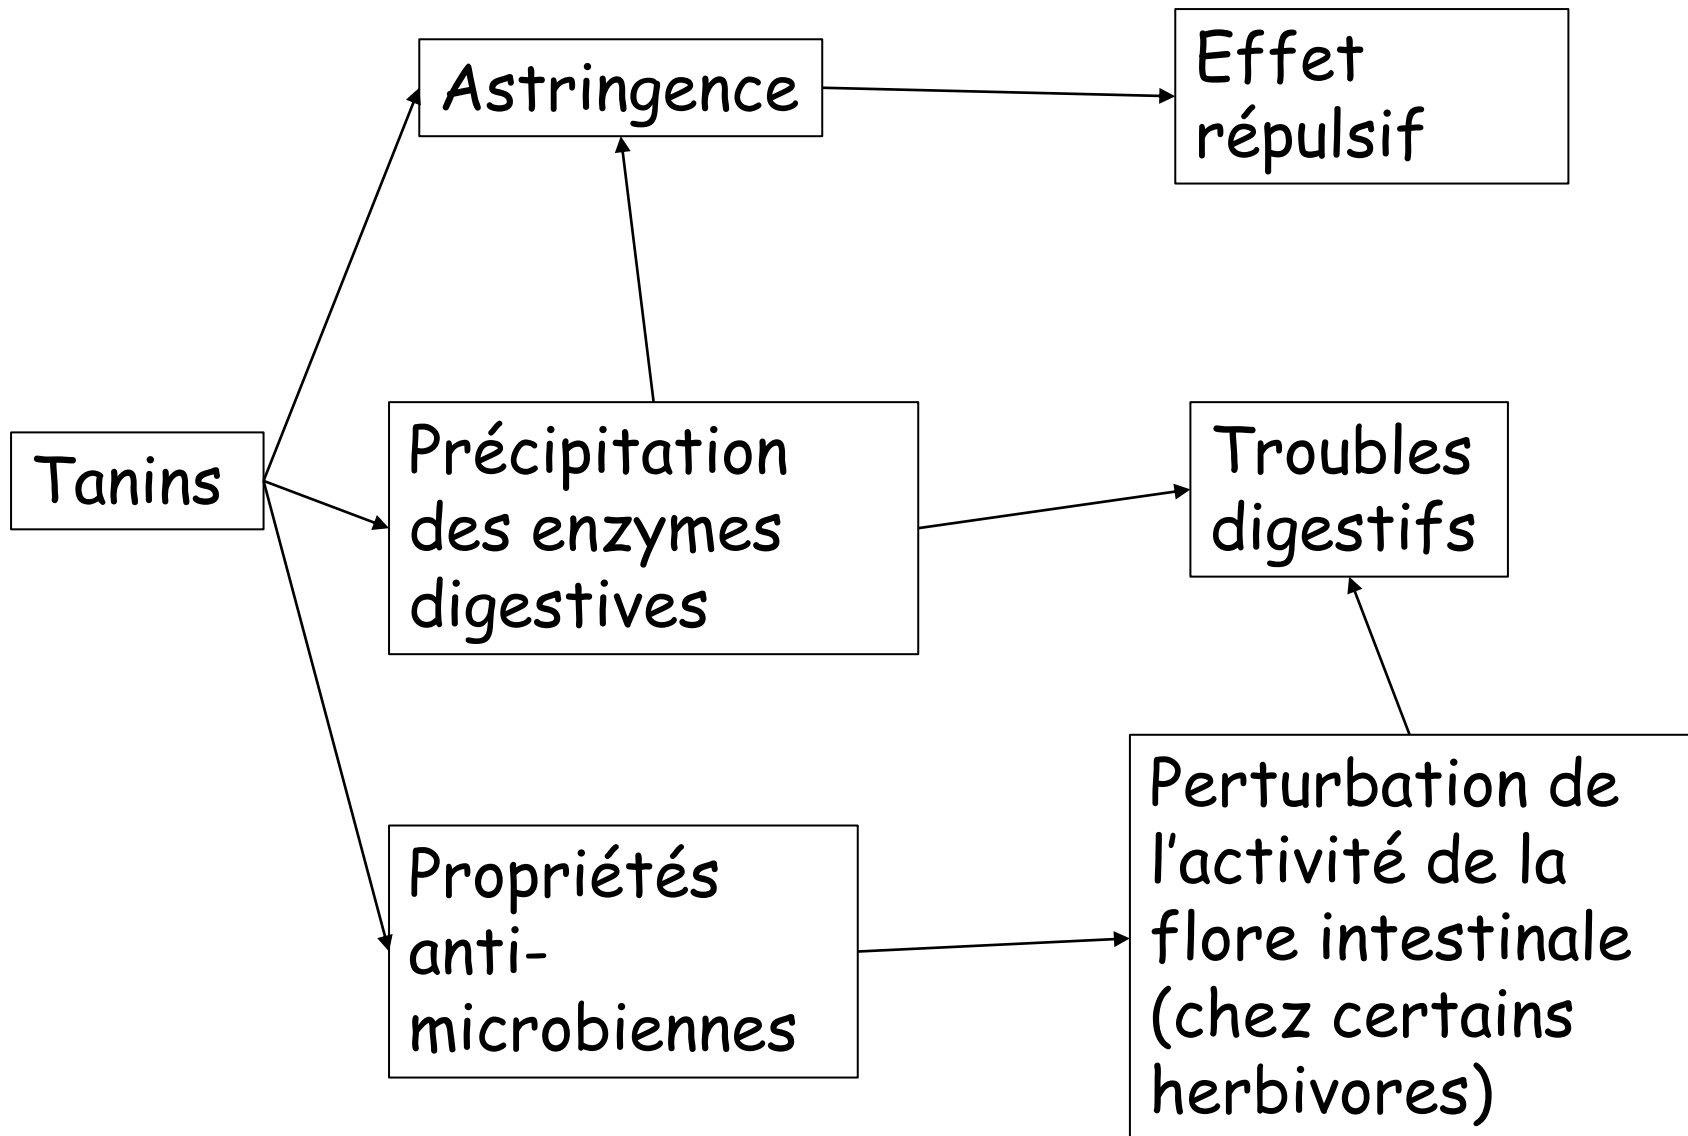 Astringence
Effet
répulsif
Tanins
Précipitation
des enzymes
digestives
Troubles
digestifs
Propriétés
anti-
microbiennes
Perturbation de
l’activité de la
flore intestinale
(chez certains
herbivores)